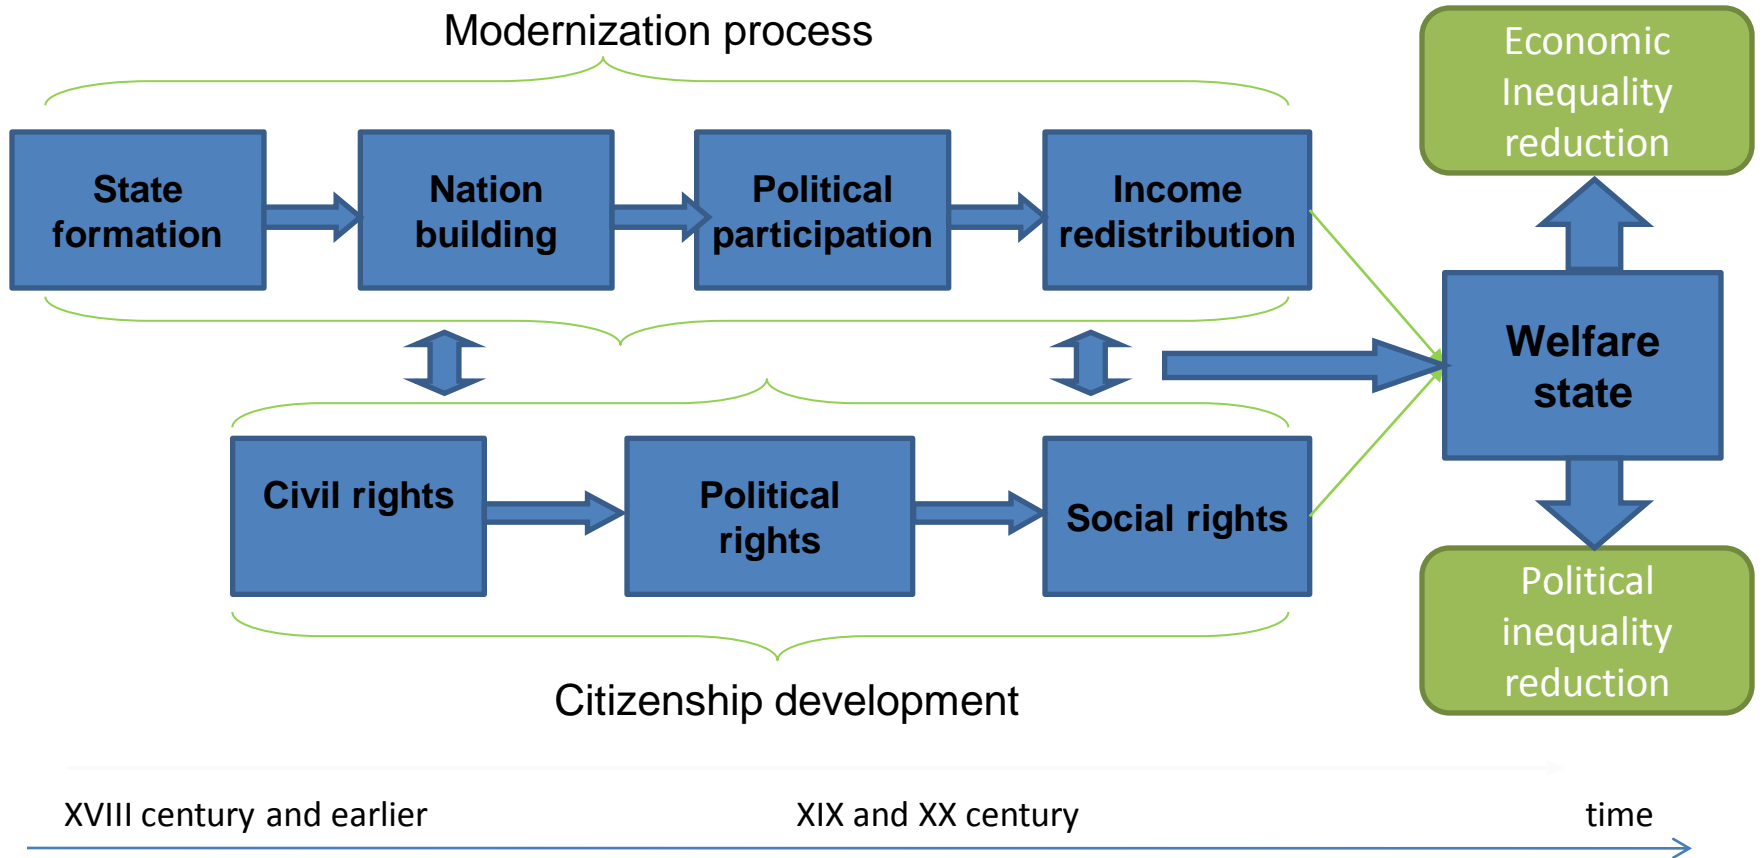 Modernization process
Economic
Inequality
reduction
State
formation
Nation
building
Political
participation
Income
redistribution
Welfare
state
Civil rights
Political
rights
Social rights
Political
inequality
reduction
Citizenship development
XVIII century and earlier
XIX and XX century
time